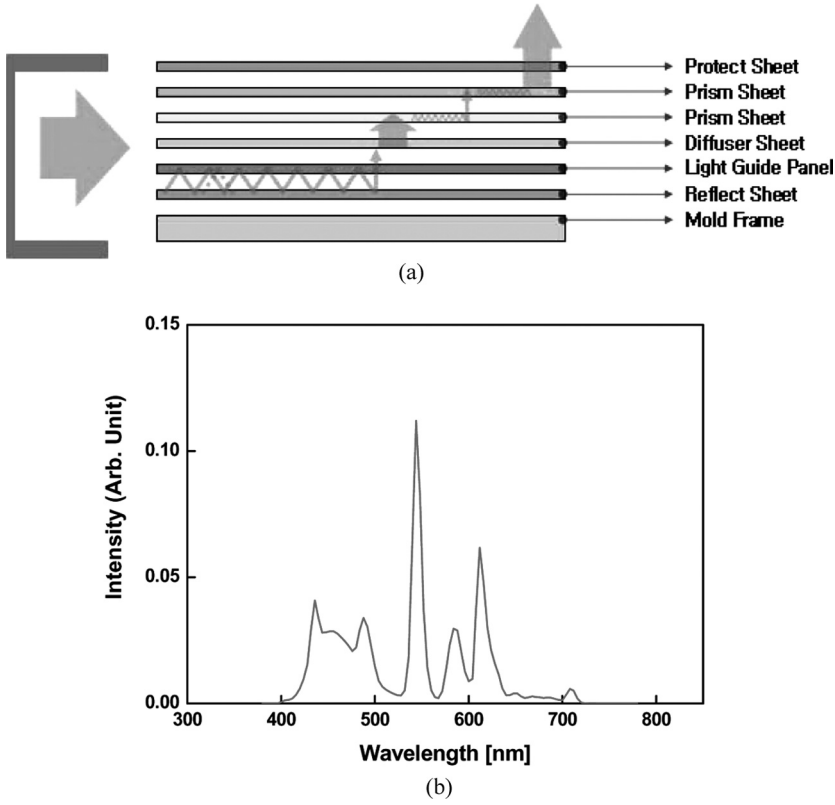 Protect Sheet
Prism Sheet
Prism Sheet
Diffuser Sheet
Light Guide Panel
Reflect Sheet
Mold Frame
(a)
0.15
0.10
0.05
0.00
Intensity (Arb. Unit)
300 400 500 600 700 800
Wavelength [nm]
(b)